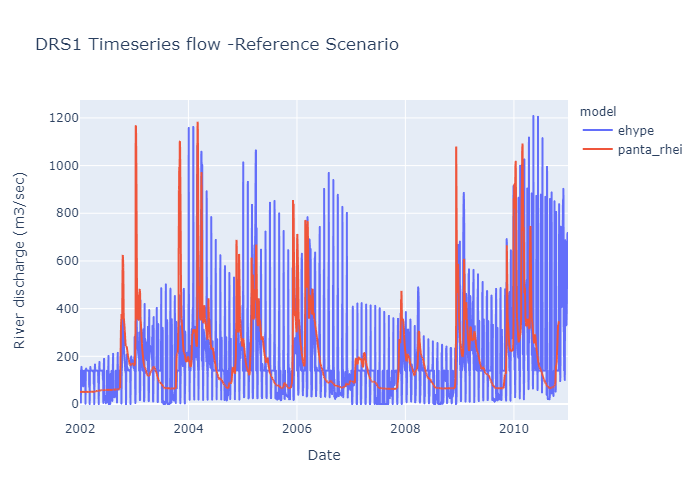 DRS1 Timeseries flow -Reference Scenario
model
ehype
panta_rhei
River discharge (m3/sec)
1200
1000
800
600
400
200
0
2002
2004
2006
2008
2010
Date